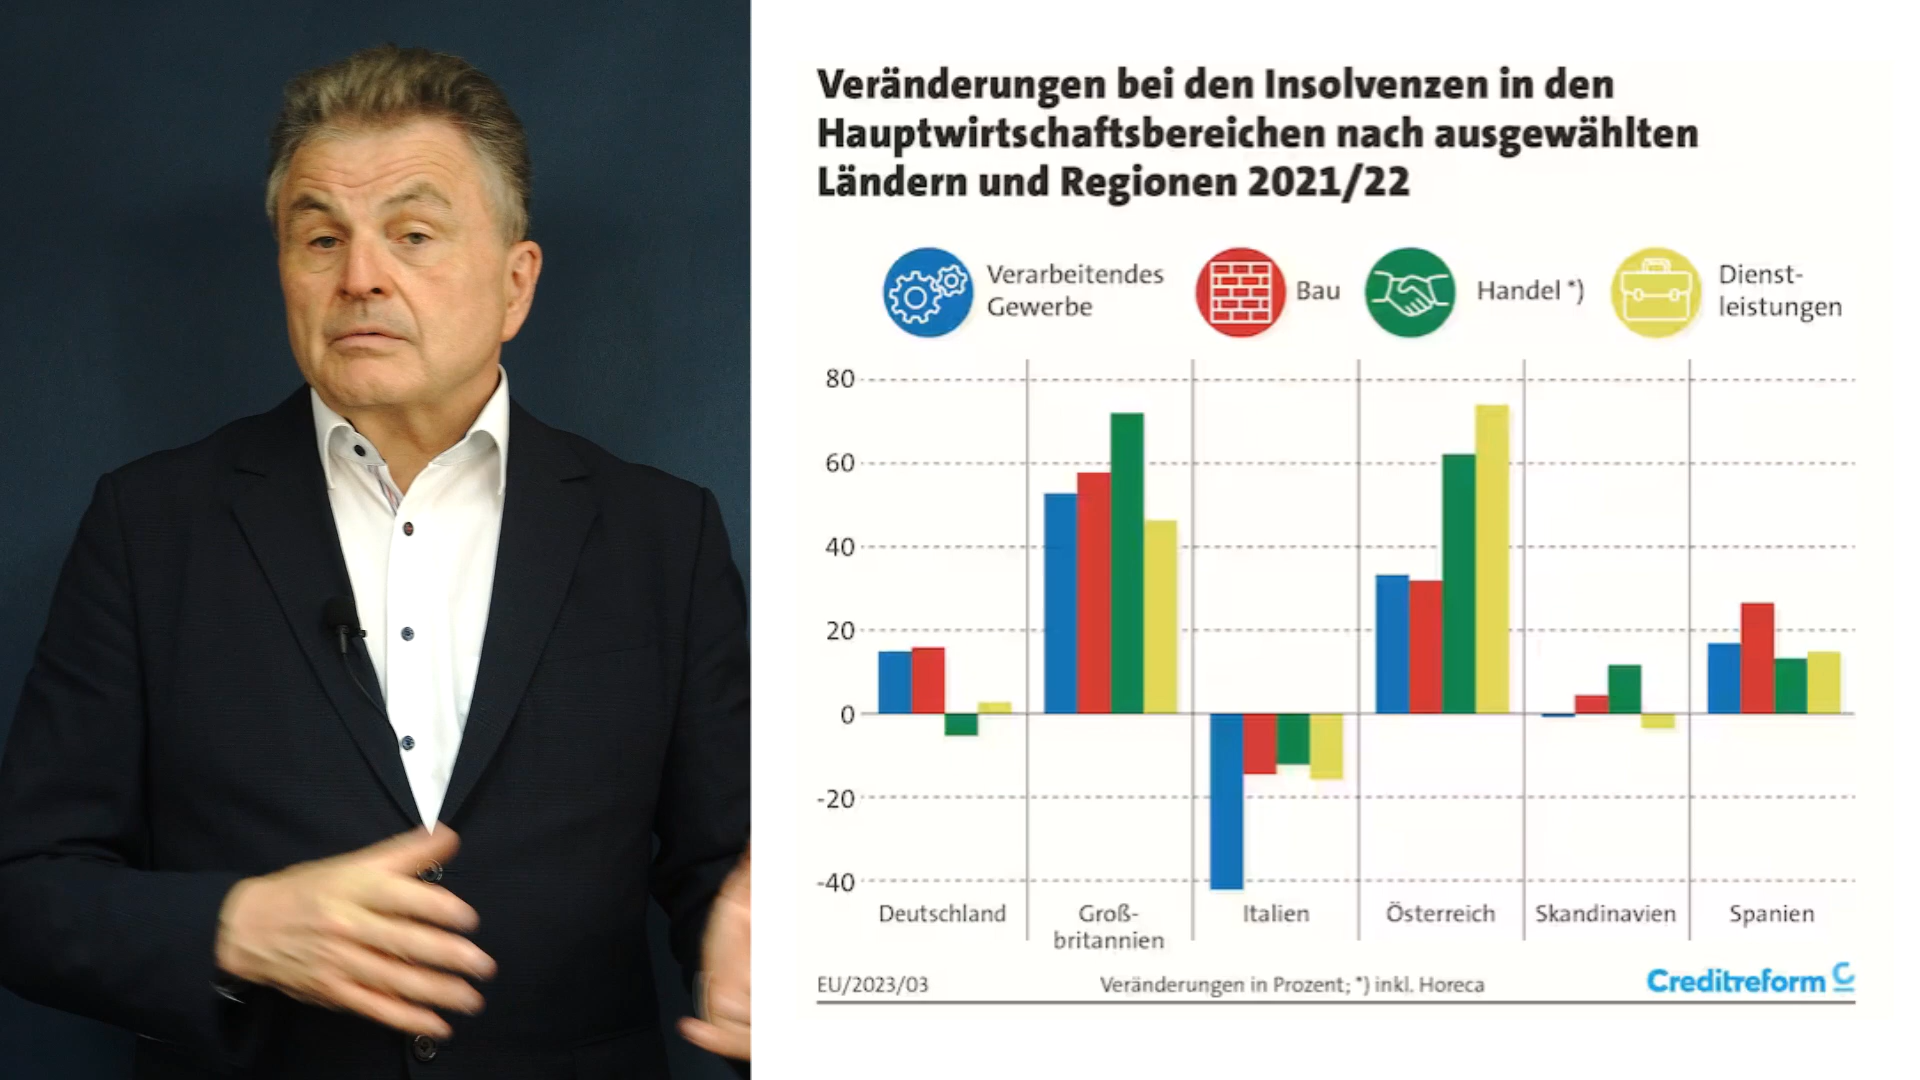 Veränderungen bei den Insolvenzen in den
Hauptwirtschaftsbereichen nach ausgewählten
Ländern und Regionen 2021/22
Verarbeitendes
Gewerbe
Bau
Handel *)
Dienst-
leistungen
80
60
40
20
0
-20
-40
Deutschland
Groß-
britannien
Italien
Österreich
Skandinavien
Spanien
EU/2023/03
Veränderungen in Prozent; *) inkl. Horeca
Creditreform